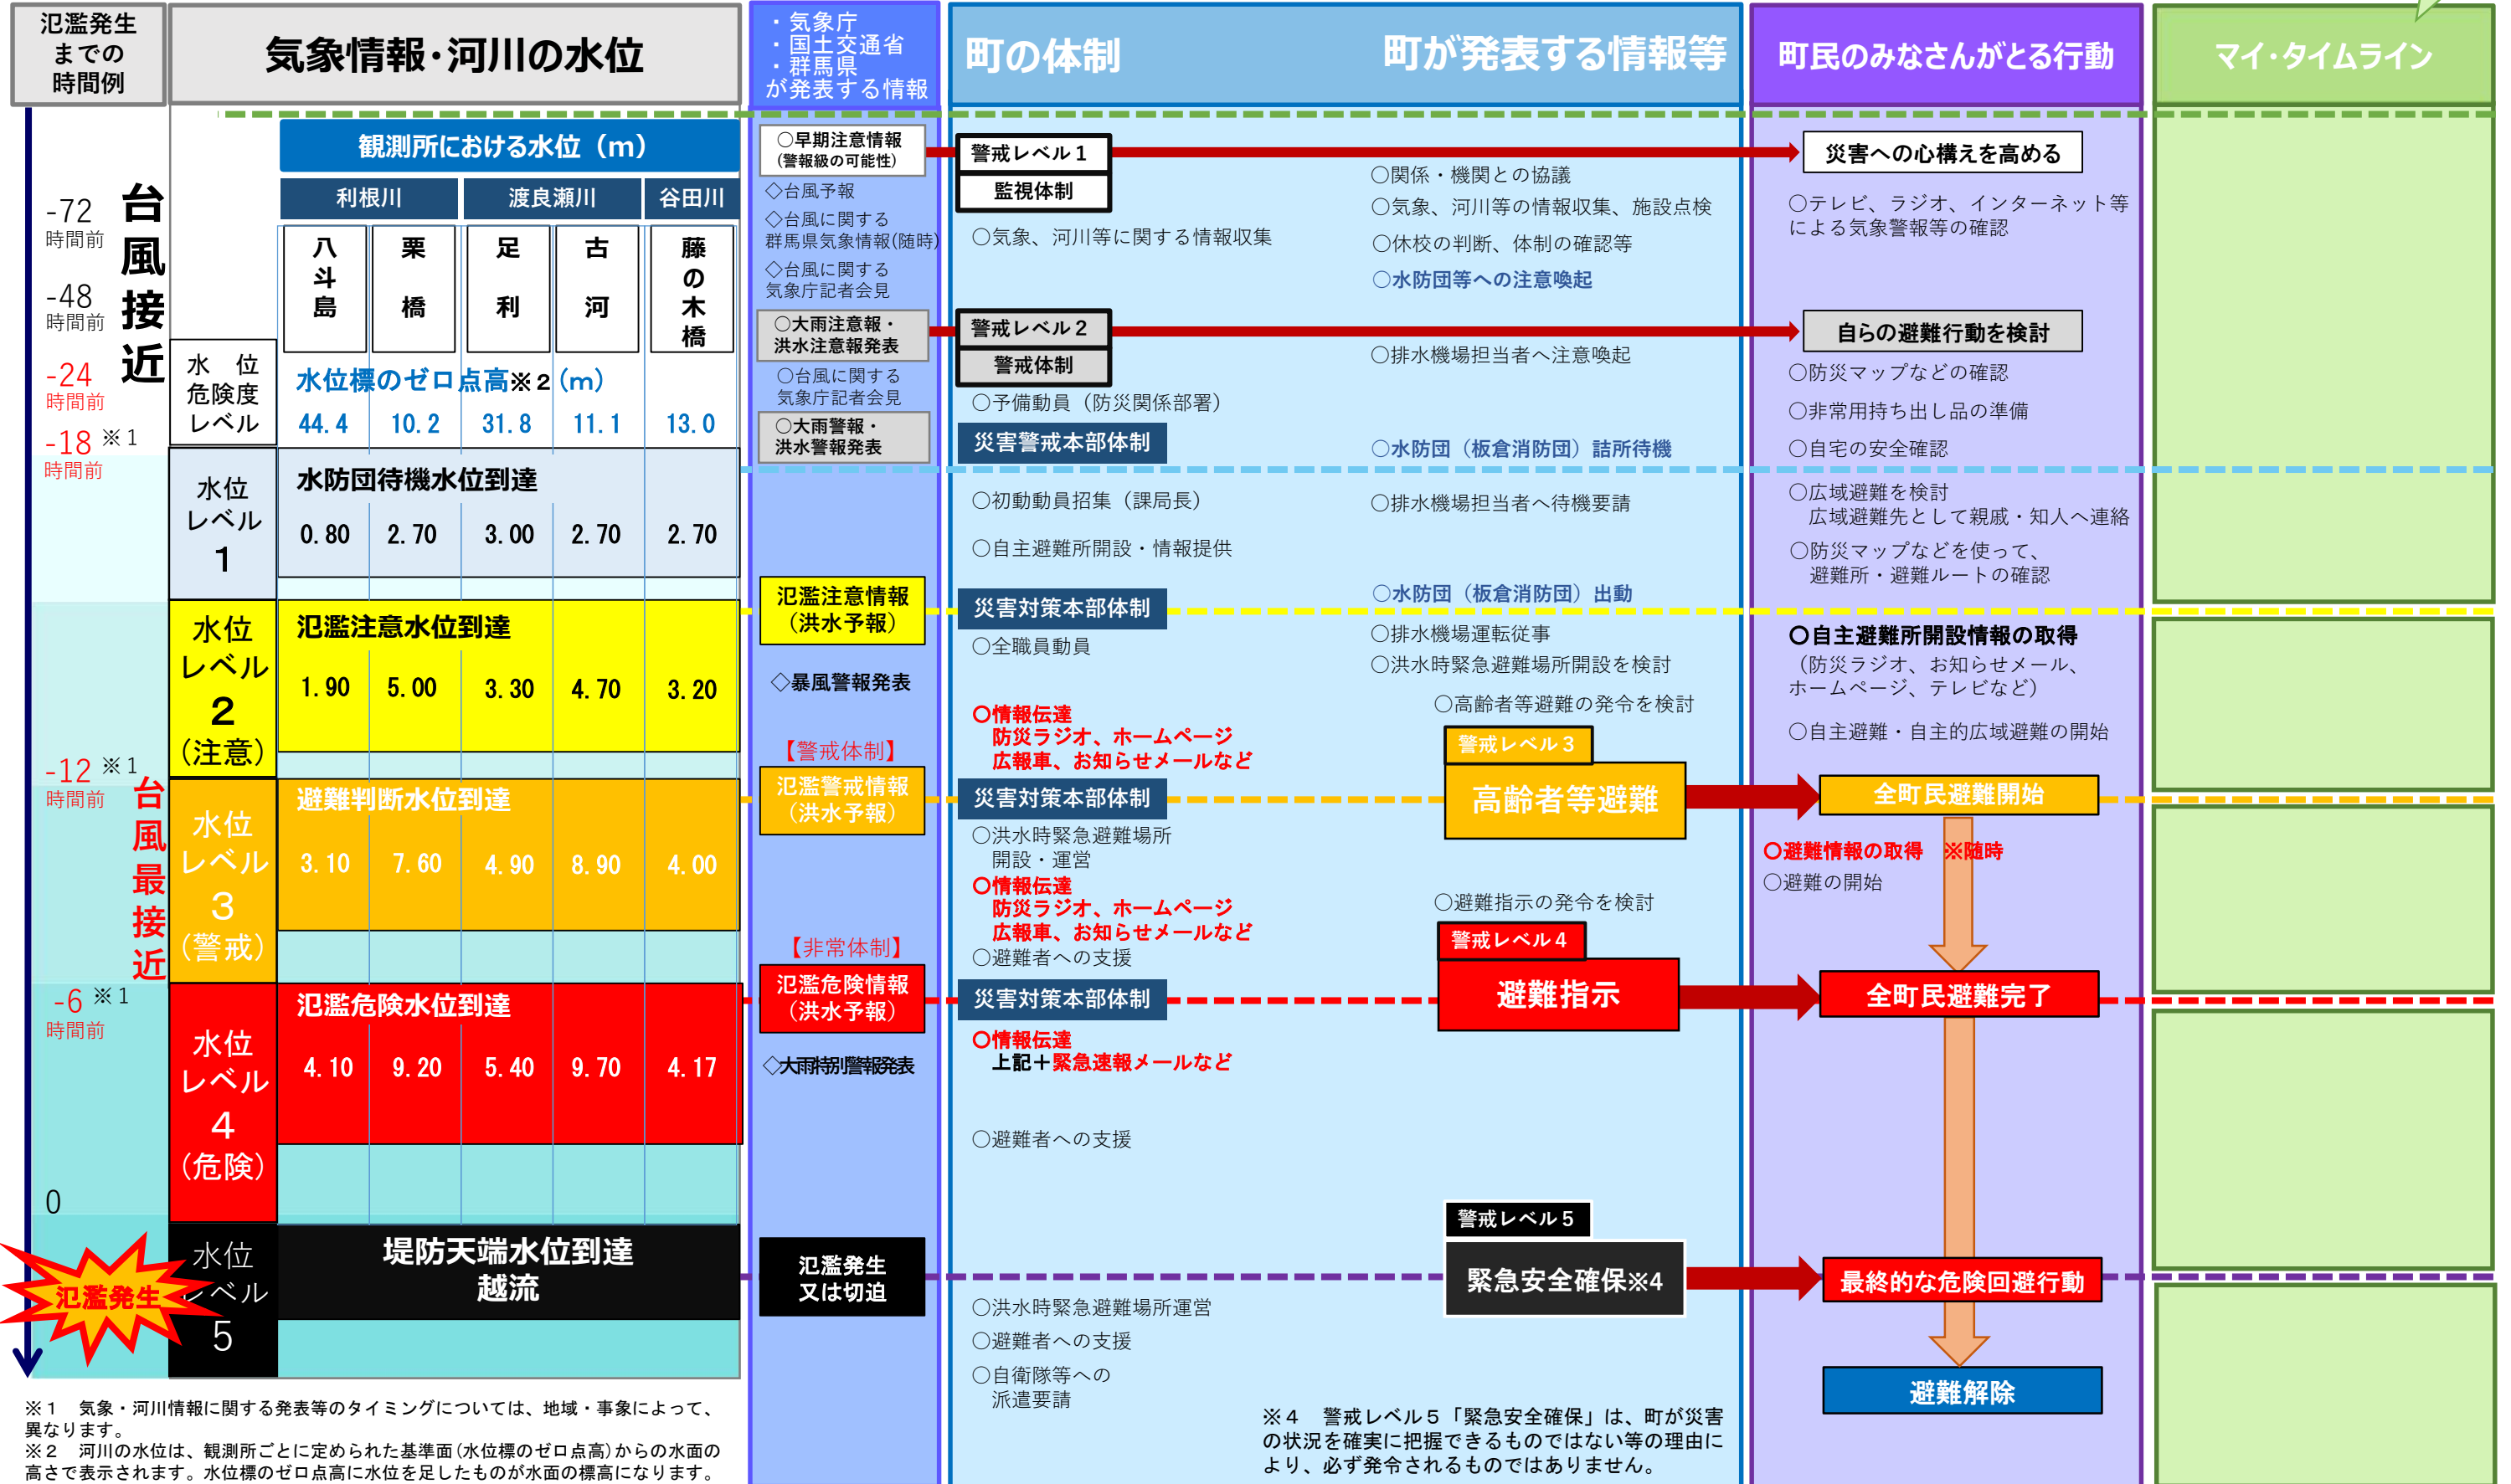 氾濫発生
までの
時間例
気象情報・河川の水位
・気象庁
・国土交通省
・群馬県
が発表する情報
町の体制
町が発表する情報等
町民のみなさんがとる行動
マイ・タイムライン
-72
時間前
-48
時間前
-24
時間前
-18 ※1
時間前
-12 ※1
時間前
-6 ※1
時間前
0
台風接近
台風最接近
氾濫発生
観測所における水位（m）
利根川
渡良瀬川
谷田川
八斗島
栗橋
足利
古河
藤の木橋
水　位
危険度
レベル
水位標のゼロ点高※2（m）
44.4 10.2 31.8 11.1 13.0
水位
レベル
1
水防団待機水位到達
0.80 2.70 3.00 2.70 2.70
水位
レベル
2
（注意）
氾濫注意水位到達
1.90 5.00 3.30 4.70 3.20
水位
レベル
3
（警戒）
避難判断水位到達
3.10 7.60 4.90 8.90 4.00
水位
レベル
4
（危険）
氾濫危険水位到達
4.10 9.20 5.40 9.70 4.17
水位
レベル
5
堤防天端水位到達
越流
○早期注意情報
(警報級の可能性)
◇台風予報
◇台風に関する
群馬県気象情報(随時)
◇台風に関する
気象庁記者会見
○大雨注意報・
洪水注意報発表
○台風に関する
気象庁記者会見
○大雨警報・
洪水警報発表
氾濫注意情報
（洪水予報）
◇暴風警報発表
【警戒体制】
氾濫警戒情報
（洪水予報）
【非常体制】
氾濫危険情報
（洪水予報）
◇大雨特別警報発表
氾濫発生
又は切迫
警戒レベル１
監視体制
○気象、河川等に関する情報収集
警戒レベル２
警戒体制
○予備動員（防災関係部署）
災害警戒本部体制
○初動動員招集（課局長）
○自主避難所開設・情報提供
災害対策本部体制
○全職員動員
○情報伝達
防災ラジオ、ホームページ
広報車、お知らせメールなど
災害対策本部体制
○洪水時緊急避難場所
開設・運営
○情報伝達
防災ラジオ、ホームページ
広報車、お知らせメールなど
○避難者への支援
災害対策本部体制
○情報伝達
上記＋緊急速報メールなど
○避難者への支援
○洪水時緊急避難場所運営
○避難者への支援
○自衛隊等への
派遣要請
○関係・機関との協議
○気象、河川等の情報収集、施設点検
○休校の判断、体制の確認等
○水防団等への注意喚起
○排水機場担当者へ注意喚起
○水防団（板倉消防団）詰所待機
○排水機場担当者へ待機要請
○水防団（板倉消防団）出動
○排水機場運転従事
○洪水時緊急避難場所開設を検討
○高齢者等避難の発令を検討
警戒レベル３
高齢者等避難
○避難指示の発令を検討
警戒レベル４
避難指示
警戒レベル５
緊急安全確保※4
災害への心構えを高める
○テレビ、ラジオ、インターネット等
による気象警報等の確認
自らの避難行動を検討
○防災マップなどの確認
○非常用持ち出し品の準備
○自宅の安全確認
○広域避難を検討
広域避難先として親戚・知人へ連絡
○防災マップなどを使って、
避難所・避難ルートの確認
○自主避難所開設情報の取得
（防災ラジオ、お知らせメール、
ホームページ、テレビなど）
○自主避難・自主的広域避難の開始
全町民避難開始
○避難情報の取得　※随時
○避難の開始
全町民避難完了
最終的な危険回避行動
避難解除
※１　気象・河川情報に関する発表等のタイミングについては、地域・事象によって、
異なります。
※２　河川の水位は、観測所ごとに定められた基準面(水位標のゼロ点高)からの水面の
高さで表示されます。水位標のゼロ点高に水位を足したものが水面の標高になります。
※４　警戒レベル５「緊急安全確保」は、町が災害
の状況を確実に把握できるものではない等の理由に
より、必ず発令されるものではありません。